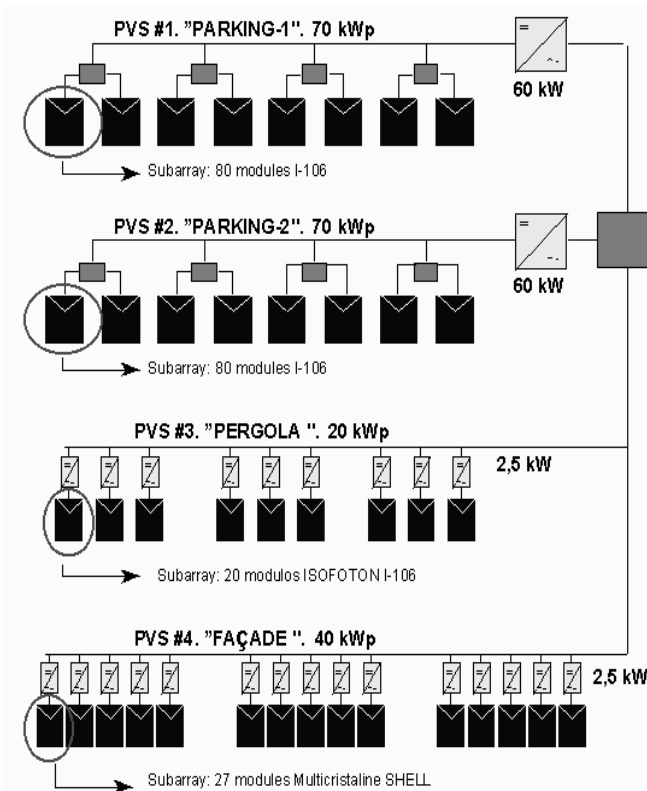 PVS #1. ”PARKING-1”. 70 kWp
=
~
60 kW
Subarray: 80 modules I-106
PVS #2. ”PARKING-2”. 70 kWp
=
~
60 kW
Subarray: 80 modules I-106
PVS #3. ”PERGOLA ”. 20 kWp
2,5 kW
Subarray: 20 modulos ISOFOTON I-106
PVS #4. ”FAÇADE ”. 40 kWp
2,5 kW
Subarray: 27 modules Multicristaline SHELL